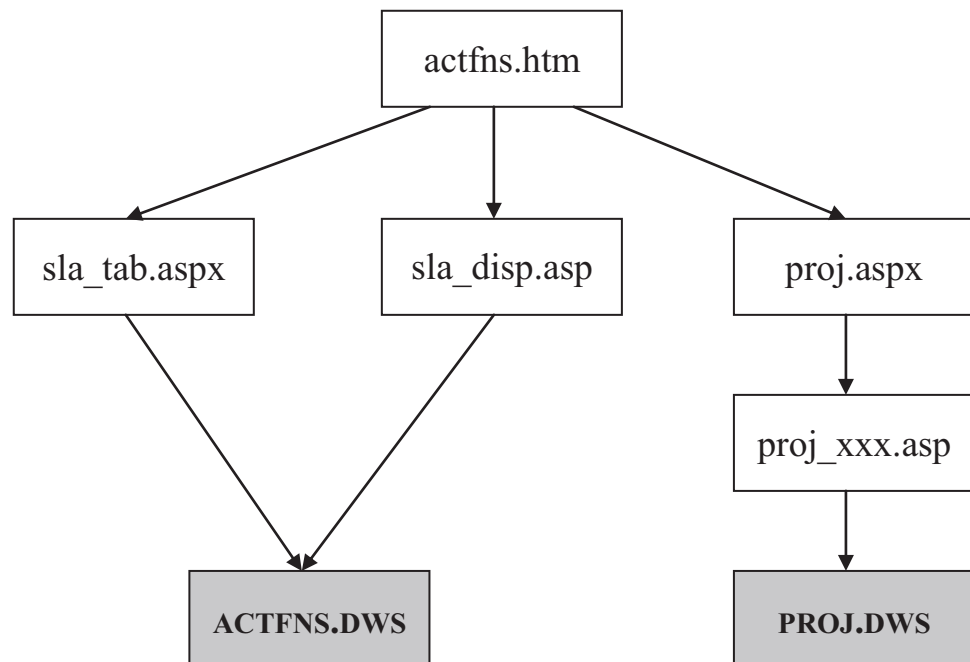 actfns.htm
sla_tab.aspx
sla_disp.asp
proj.aspx
proj_xxx.asp
ACTFNS.DWS
PROJ.DWS